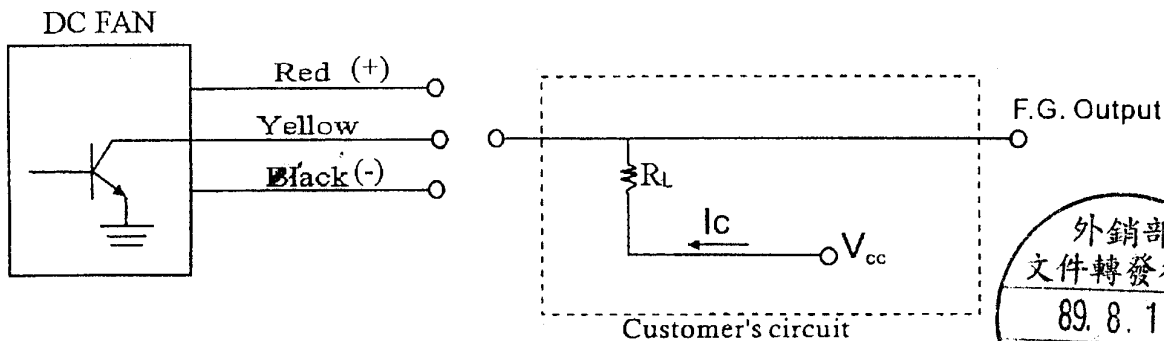 DC FAN
Red (+)
Yellow
Black (-)
F.G. Output
RL
Ic
Vcc
Customer's circuit
外銷部
文件轉發
89. 8. 1